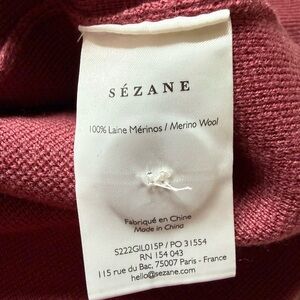 SÉZANE
100% Laine Mérinos / Merino Wool
Fabriqué en Chine
Made in China
S222GIL015P / PO 31554
RN 154 043
115 rue du Bac, 75007 Paris - France
hello@sezane.com